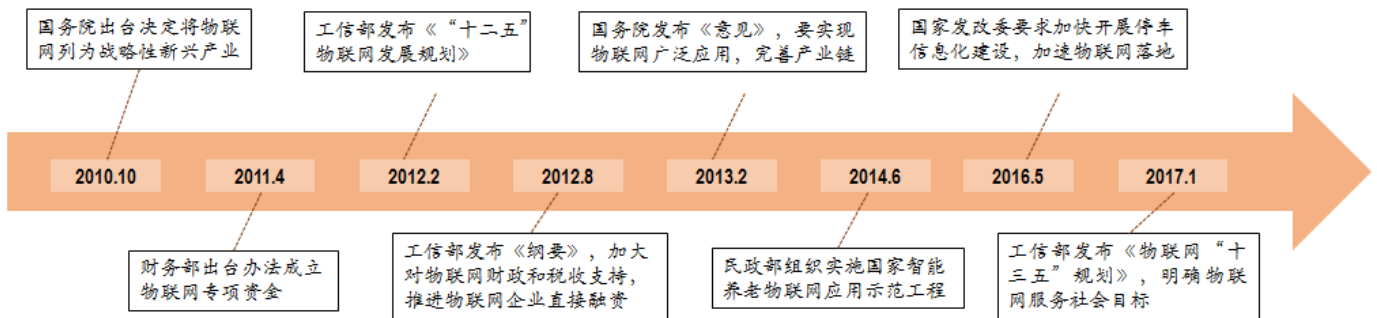 国务院出台决定将物联
网列为战略性新兴产业
工信部发布《“十二五”
物联网发展规划》
国务院发布《意见》，要实现
物联网广泛应用，完善产业链
国家发改委要求加快开展停车
信息化建设，加速物联网落地
2010.10
2011.4
2012.2
2012.8
2013.2
2014.6
2016.5
2017.1
财务部出台办法成立
物联网专项资金
工信部发布《纲要》，加大
对物联网财政和税收支持，
推进物联网企业直接融资
民政部组织实施国家智能
养老物联网应用示范工程
工信部发布《物联网“十
三五”规划》，明确物联
网服务社会目标